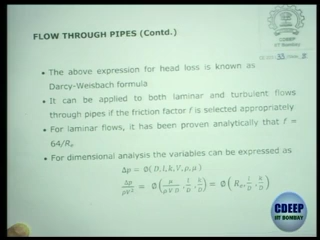 FLOW THROUGH PIPES (Contd.)
CDEEP
IIT Bombay
• The above expression for head loss is known as
Darcy-Weisbach formula
• It can be applied to both laminar and turbulent flows
through pipes if the friction factor f is selected appropriately
• For laminar flows, it has been proven analytically that f =
64/Rₑ
• For dimensional analysis the variables can be expressed as
Δp = ∅(D, l, k, V, ρ, μ)
Δp/ρV² = ∅(μ/ρVD, l/D, k/D) = ∅(Rₑ, l/D, k/D)
CDEEP
IIT BOMBAY